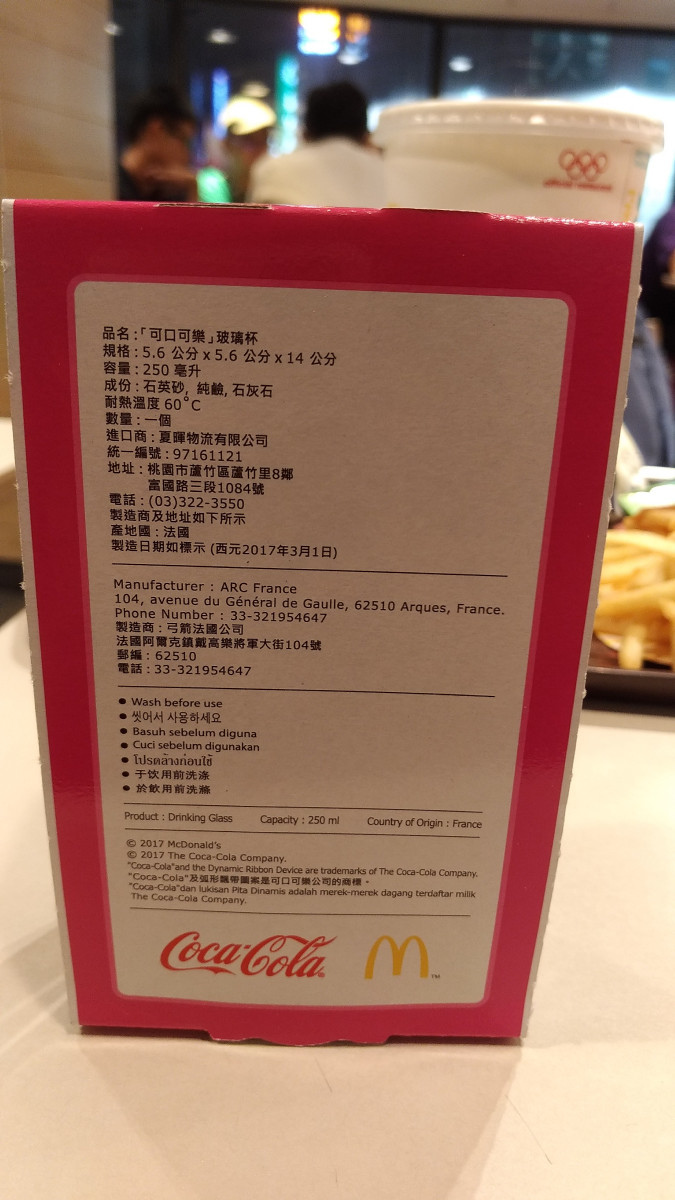 品名:「可口可樂」玻璃杯
規格:5.6 公分 x 5.6 公分 x 14 公分
容量:250 毫升
成份:石英砂, 純鹼, 石灰石
耐熱溫度 60°C
數量:一個
進口商:夏暉物流有限公司
統一編號:97161121
地址:桃園市蘆竹區蘆竹里8鄰
富國路三段1084號
電話:(03)322-3550
製造商及地址如下所示
產地國:法國
製造日期如標示 (西元2017年3月1日)
Manufacturer : ARC France
104, avenue du Général de Gaulle, 62510 Arques, France.
Phone Number : 33-321954647
製造商:弓箭法國公司
法國阿爾克鎮戴高樂將軍大街104號
郵編:62510
電話:33-321954647
● Wash before use
● 씻어서 사용하세요
● Basuh sebelum diguna
● Cuci sebelum digunakan
● โปรดล้างก่อนใช้
● 于饮用前洗涤
● 於飲用前洗滌
Product : Drinking Glass Capacity : 250 ml Country of Origin : France
© 2017 McDonald's
© 2017 The Coca-Cola Company.
"Coca-Cola"and the Dynamic Ribbon Device are trademarks of The Coca-Cola Company.
"Coca-Cola"及弧形飄帶圖案是可口可樂公司的商標。
"Coca-Cola"dan lukisan Pita Dinamis adalah merek-merek dagang terdaftar milik
The Coca-Cola Company.
Coca-Cola® M™